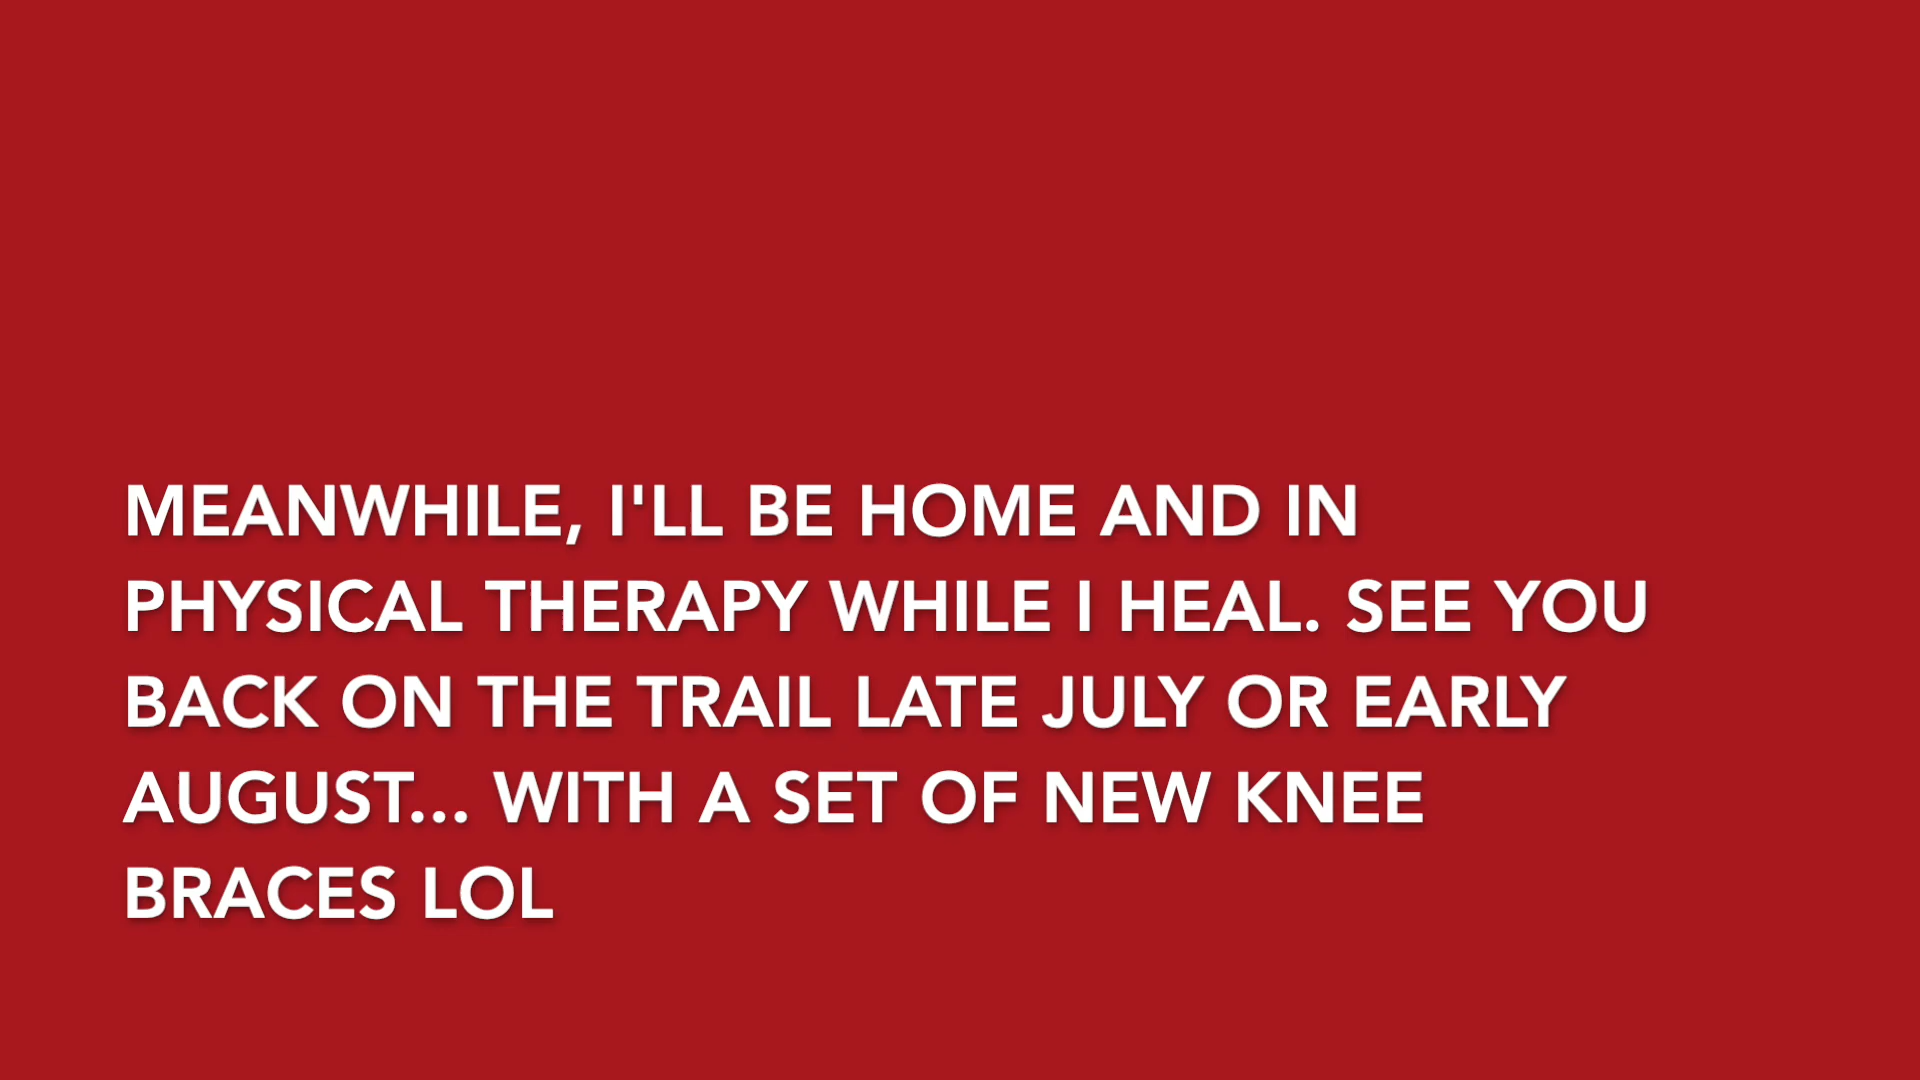 MEANWHILE, I'LL BE HOME AND IN
PHYSICAL THERAPY WHILE I HEAL. SEE YOU
BACK ON THE TRAIL LATE JULY OR EARLY
AUGUST... WITH A SET OF NEW KNEE
BRACES LOL